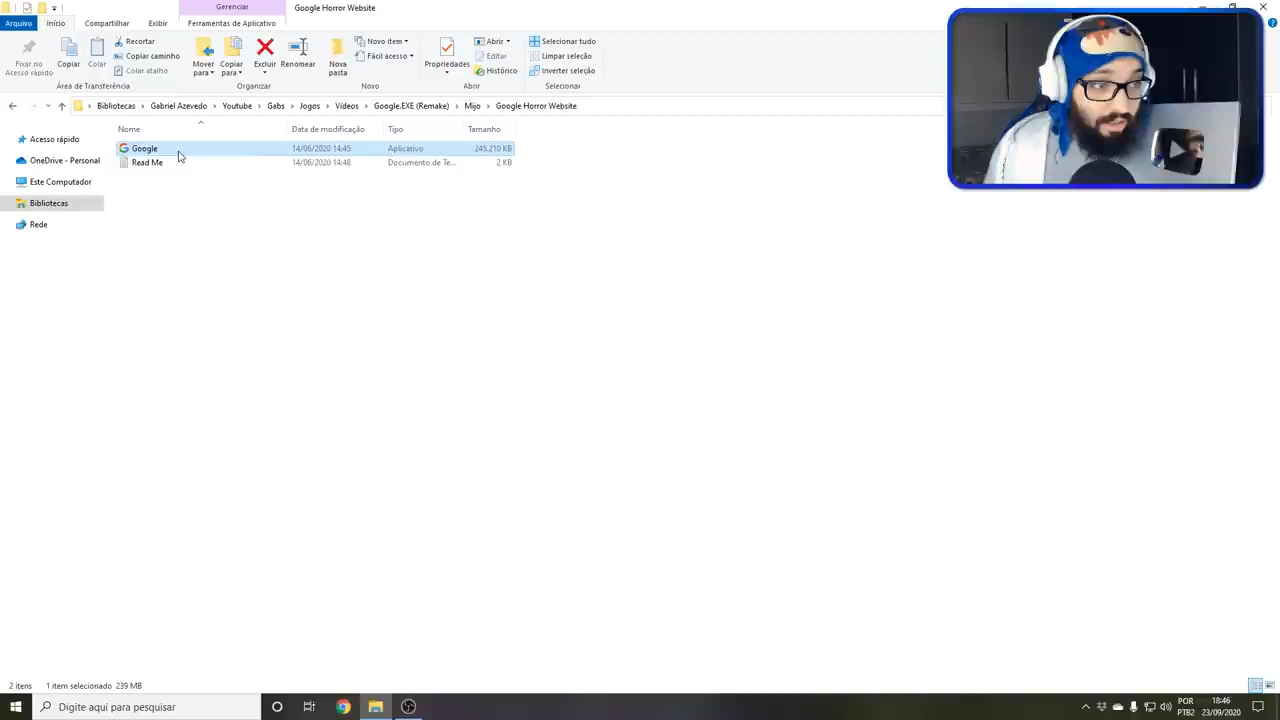 Gerenciar
Google Horror Website
Arquivo
Início
Compartilhar
Exibir
Ferramentas de Aplicativo
Fixar no Acesso rápido
Copiar
Colar
Recortar
Copiar caminho
Colar atalho
Área de Transferência
Mover para
Copiar para
Excluir
Renomear
Organizar
Nova pasta
Novo item
Fácil acesso
Novo
Propriedades
Abrir
Editar
Histórico
Abrir
Selecionar tudo
Limpar seleção
Inverter seleção
Selecionar
Bibliotecas > Gabriel Azevedo > Youtube > Gabs > Jogos > Vídeos > Google.EXE (Remake) > Mijo > Google Horror Website
Nome
Data de modificação
Tipo
Tamanho
Google 14/06/2020 14:45 Aplicativo 245.210 KB
Read Me 14/06/2020 14:48 Documento de Te... 2 KB
Acesso rápido
OneDrive - Personal
Este Computador
Bibliotecas
Rede
2 itens
1 item selecionado 239 MB
Digite aqui para pesquisar
POR
PTB2
18:46
23/09/2020